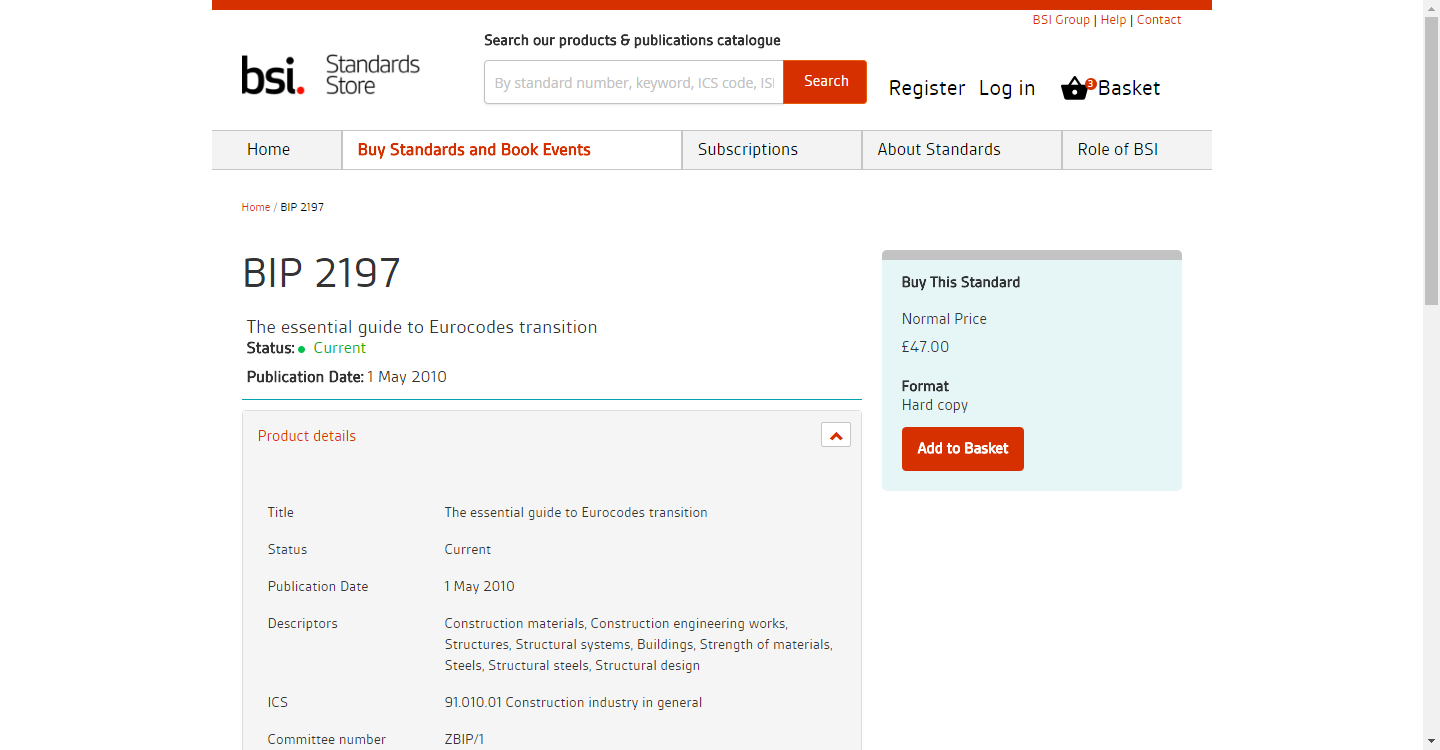 BSI Group | Help | Contact
Search our products & publications catalogue
bsi. Standards Store
By standard number, keyword, ICS code, ISI
Search
Register Log in 3 Basket
Home
Buy Standards and Book Events
Subscriptions
About Standards
Role of BSI
Home / BIP 2197
BIP 2197
The essential guide to Eurocodes transition
Status: Current
Publication Date: 1 May 2010
Buy This Standard
Normal Price
£47.00
Format
Hard copy
Add to Basket
Product details
Title The essential guide to Eurocodes transition
Status Current
Publication Date 1 May 2010
Descriptors Construction materials, Construction engineering works,
Structures, Structural systems, Buildings, Strength of materials,
Steels, Structural steels, Structural design
ICS 91.010.01 Construction industry in general
Committee number ZBIP/1